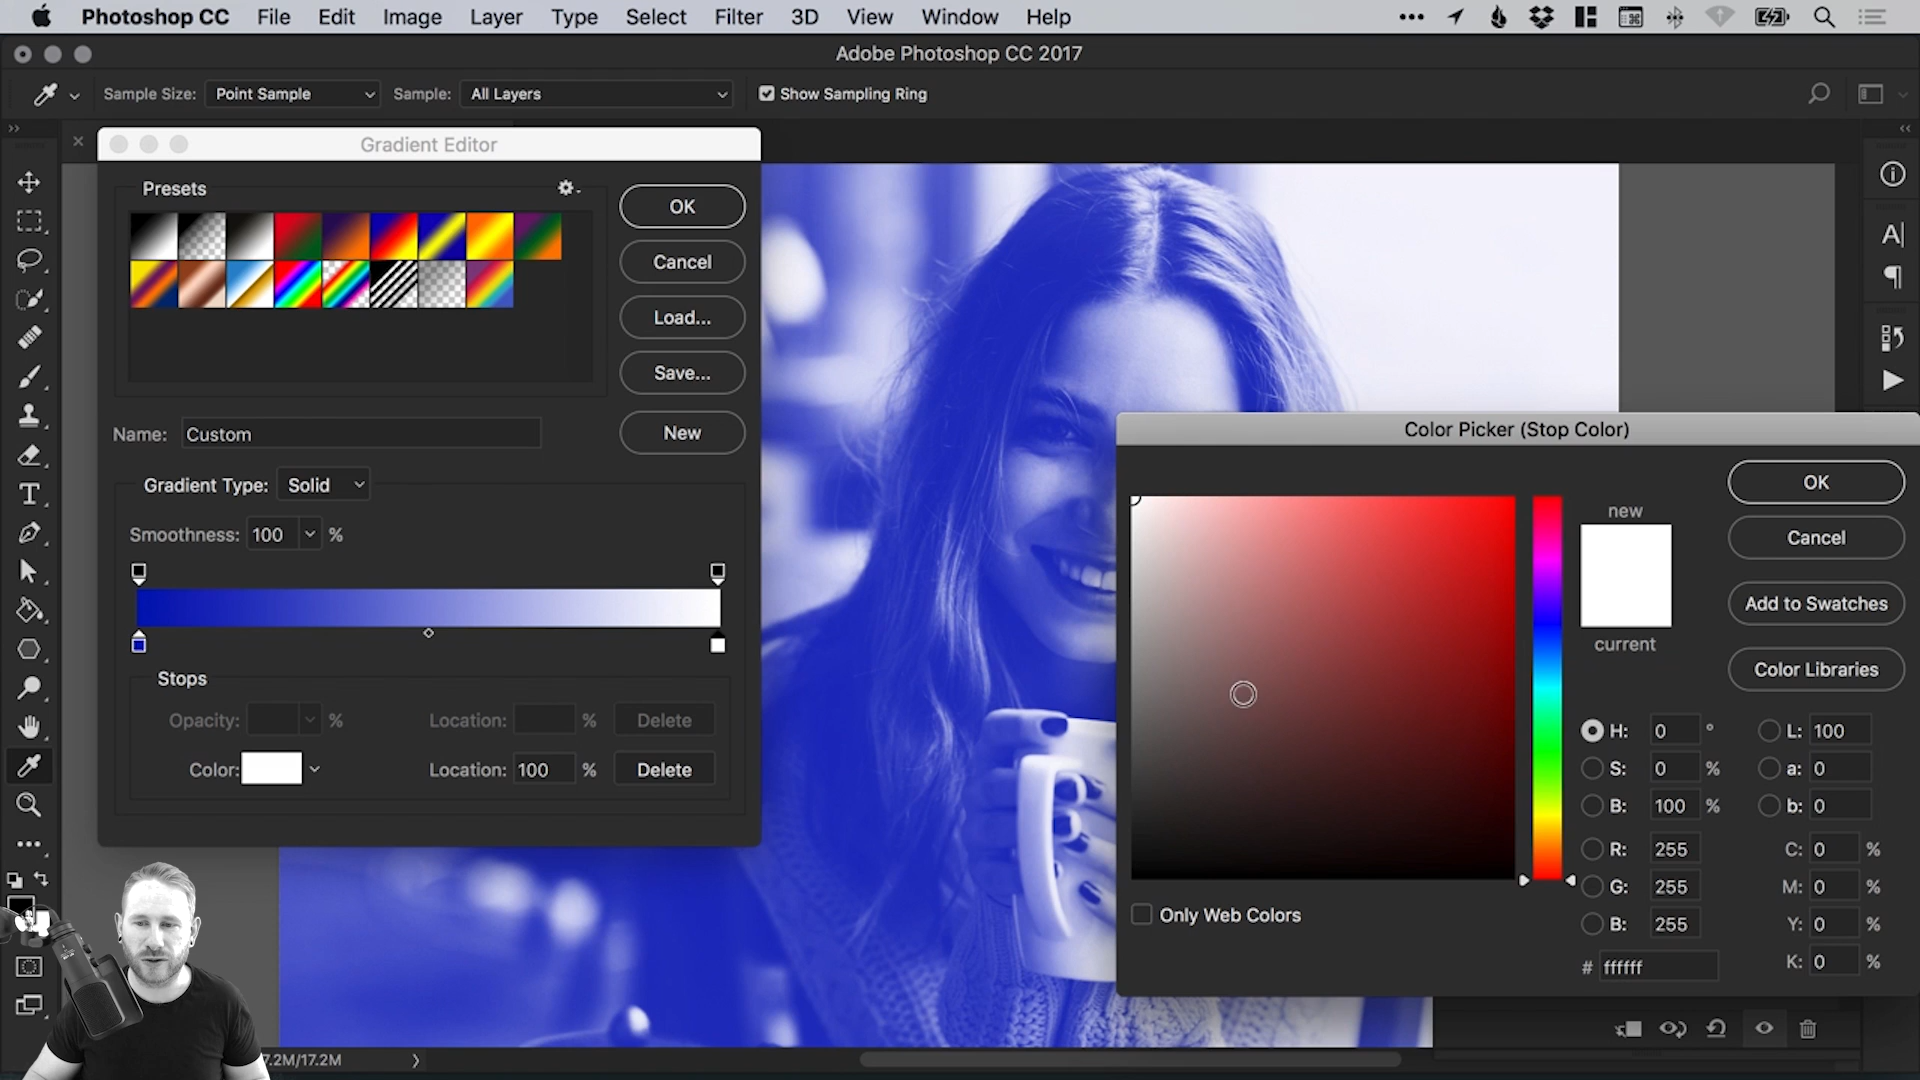 Photoshop CC File Edit Image Layer Type Select Filter 3D View Window Help
Adobe Photoshop CC 2017
Sample Size: Point Sample Sample: All Layers Show Sampling Ring
Gradient Editor
Presets
OK
Cancel
Load...
Save...
Name: Custom
New
Gradient Type: Solid
Smoothness: 100 %
Stops
Opacity: % Location: % Delete
Color: Location: 100 % Delete
7.2M/17.2M
Color Picker (Stop Color)
new
current
OK
Cancel
Add to Swatches
Color Libraries
H: 0 ° L: 100
S: 0 % a: 0
B: 100 % b: 0
R: 255 C: 0 %
G: 255 M: 0 %
B: 255 Y: 0 %
# ffffff K: 0 %
Only Web Colors